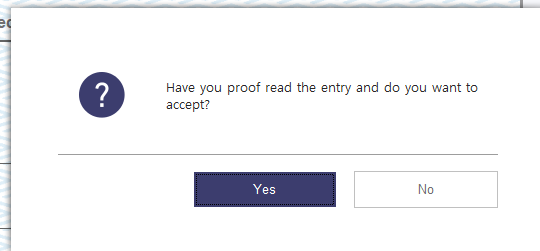 Have you proof read the entry and do you want to
accept?
Yes
No